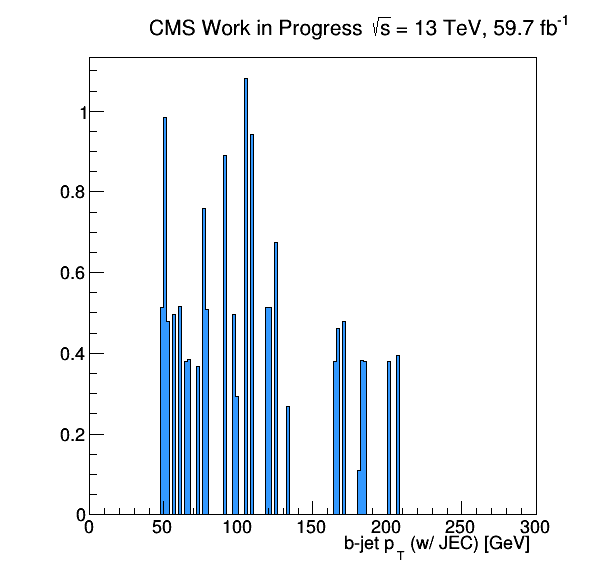 CMS Work in Progress √s = 13 TeV, 59.7 fb⁻¹
1
0.8
0.6
0.4
0.2
0
0 50 100 150 200 250 300
b-jet p_T (w/ JEC) [GeV]